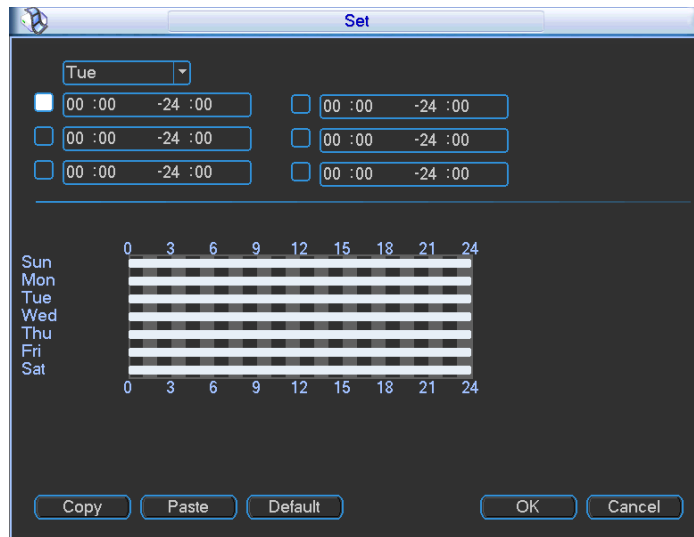 Set
Tue
00 :00 -24 :00 00 :00 -24 :00
00 :00 -24 :00 00 :00 -24 :00
00 :00 -24 :00 00 :00 -24 :00
0 3 6 9 12 15 18 21 24
Sun
Mon
Tue
Wed
Thu
Fri
Sat
0 3 6 9 12 15 18 21 24
Copy Paste Default OK Cancel